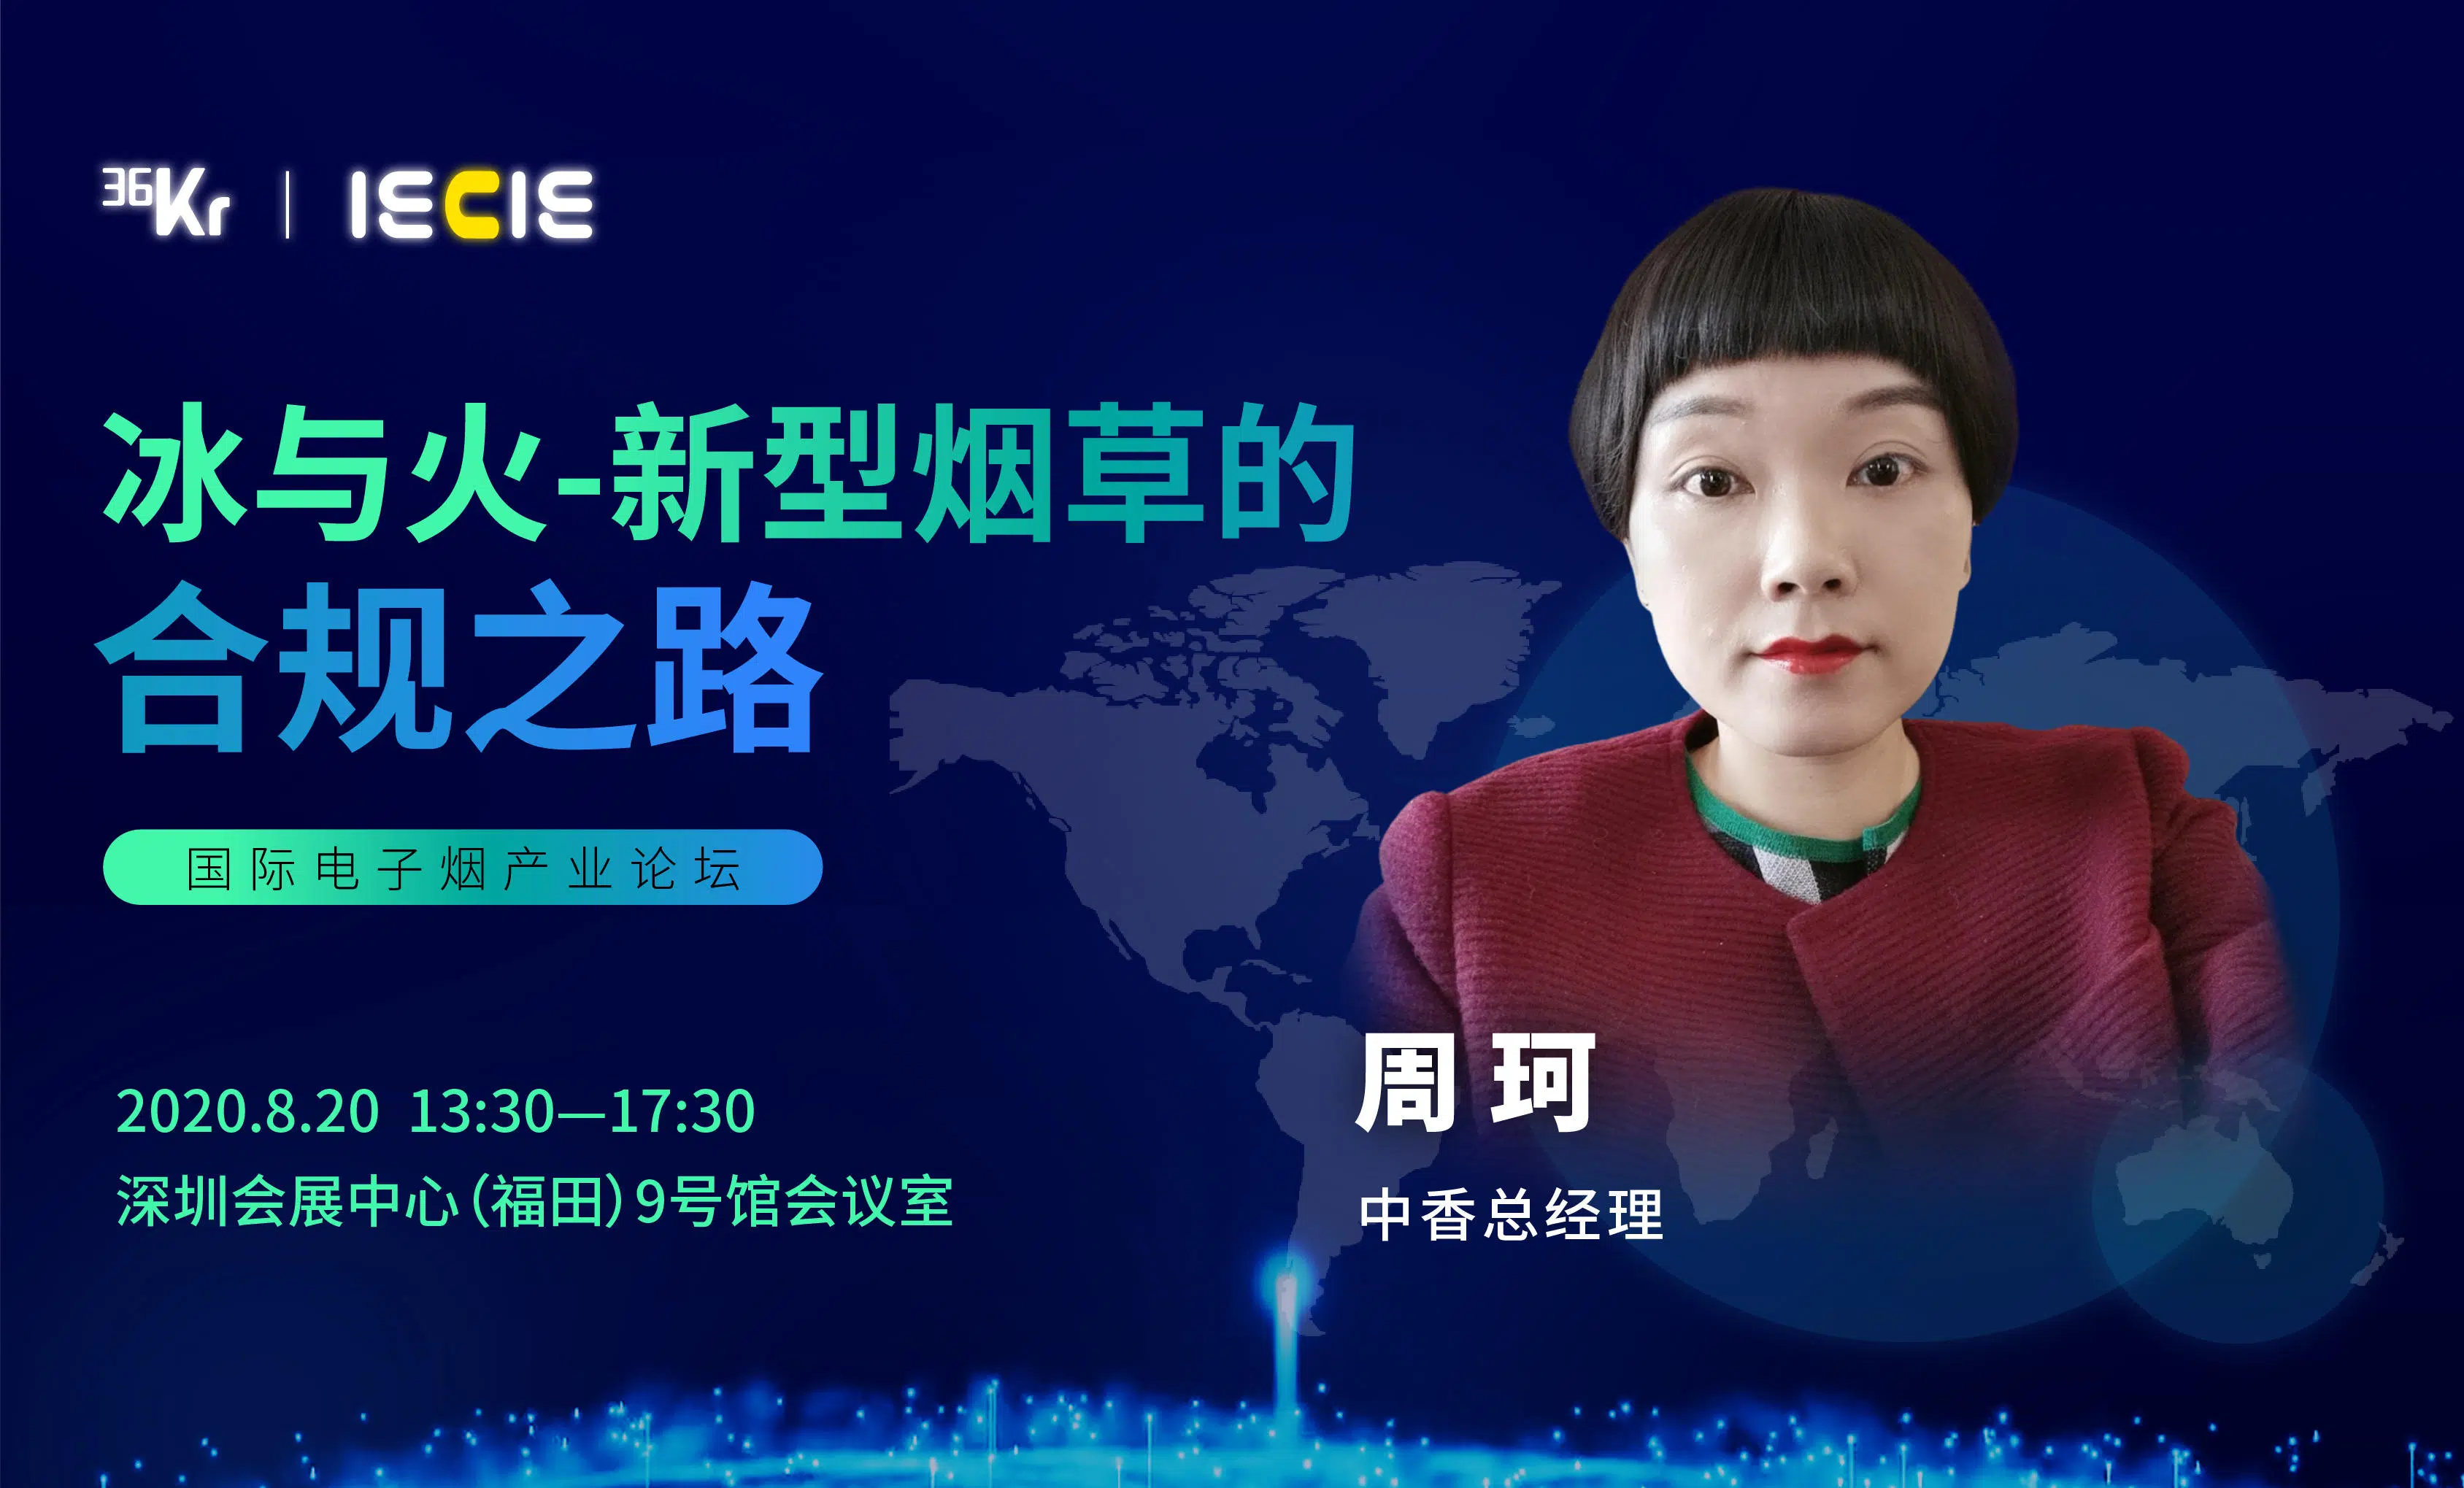 36Kr | IECIE
冰与火-新型烟草的
合规之路
国际电子烟产业论坛
2020.8.20 13:30—17:30
深圳会展中心（福田）9号馆会议室
周珂
中香总经理